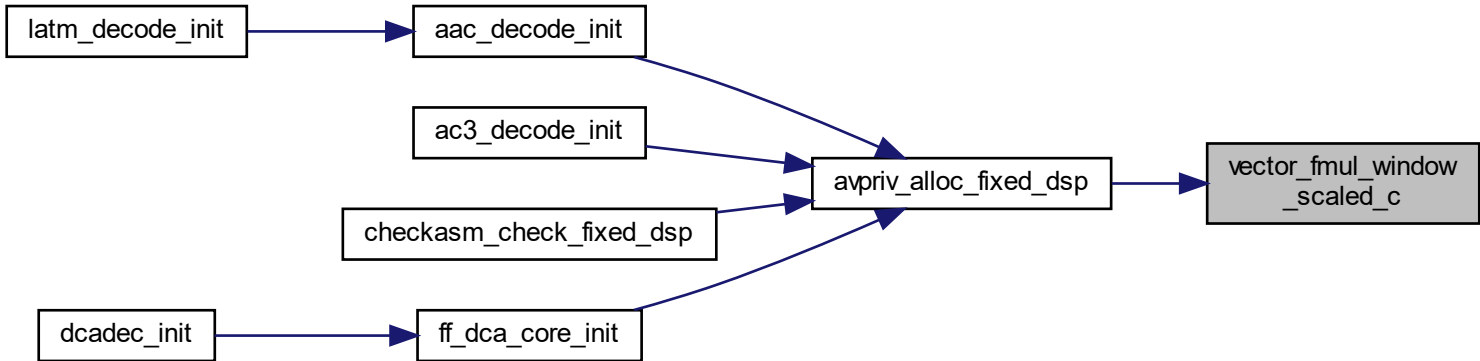 latm_decode_init
aac_decode_init
ac3_decode_init
avpriv_alloc_fixed_dsp
vector_fmul_window
_scaled_c
checkasm_check_fixed_dsp
dcadec_init
ff_dca_core_init